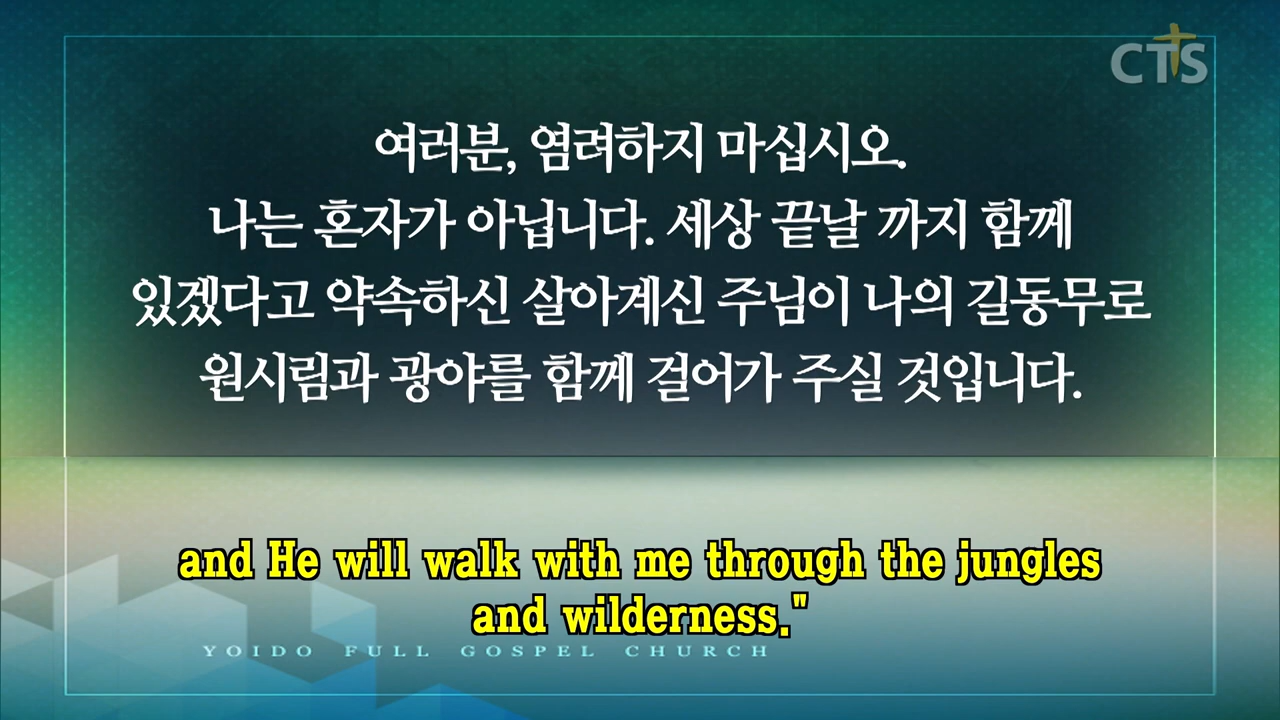 CTS
여러분, 염려하지 마십시오.
나는 혼자가 아닙니다. 세상 끝날 까지 함께
있겠다고 약속하신 살아계신 주님이 나의 길동무로
원시림과 광야를 함께 걸어가 주실 것입니다.
and He will walk with me through the jungles
and wilderness."
YOIDO FULL GOSPEL CHURCH